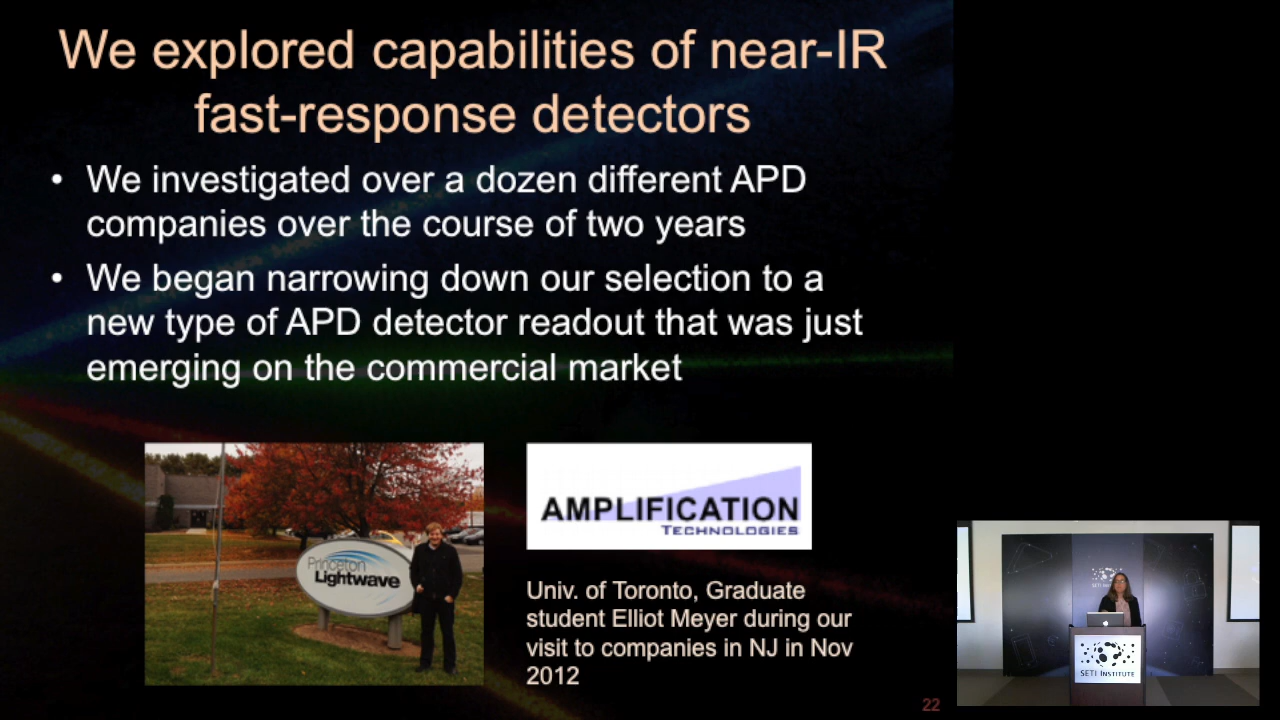 We explored capabilities of near-IR
fast-response detectors
• We investigated over a dozen different APD
companies over the course of two years
• We began narrowing down our selection to a
new type of APD detector readout that was just
emerging on the commercial market
Princeton
Lightwave
AMPLIFICATION
TECHNOLOGIES
Univ. of Toronto, Graduate
student Elliot Meyer during our
visit to companies in NJ in Nov
2012
22
SETI INSTITUTE